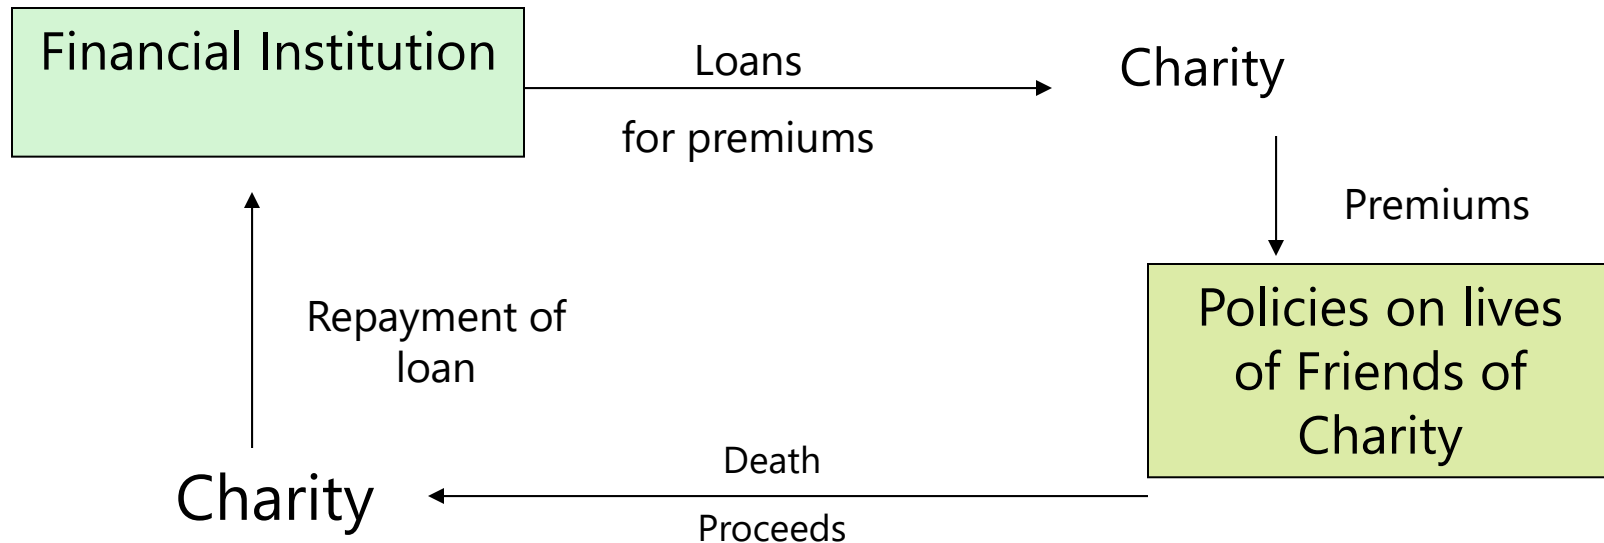 Financial Institution
Loans
for premiums
Charity
Premiums
Policies on lives
of Friends of
Charity
Repayment of
loan
Death
Proceeds
Charity